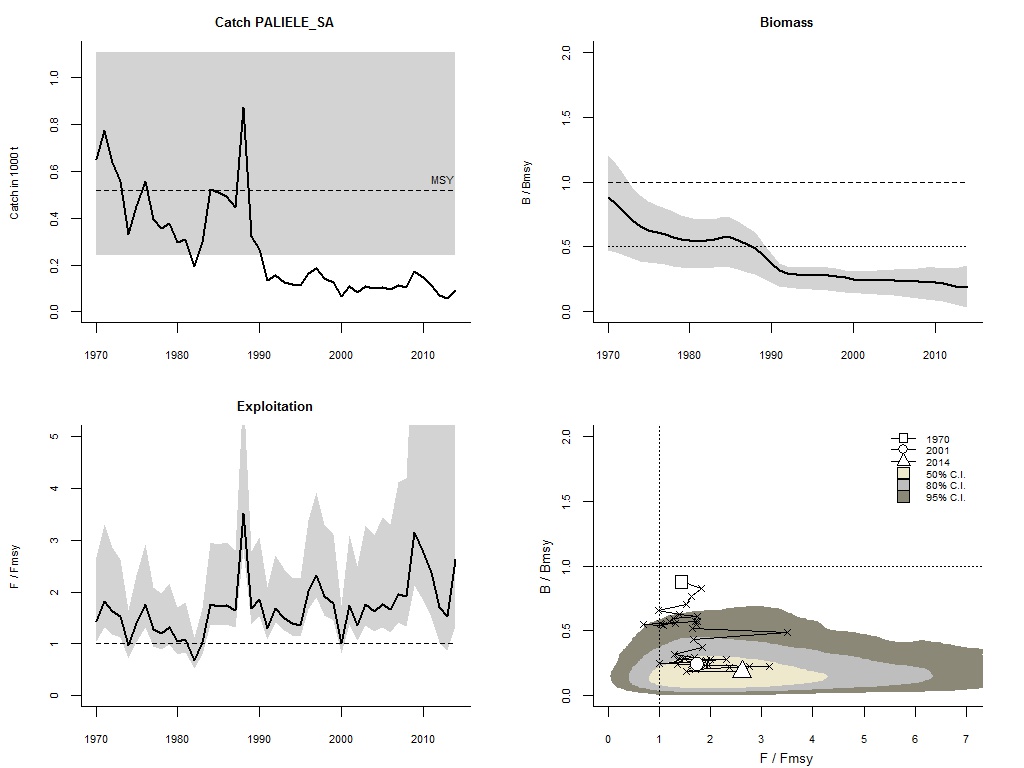 Catch PALIELE_SA
Catch in 1000 t
0.0 0.2 0.4 0.6 0.8 1.0
MSY
1970 1980 1990 2000 2010
Biomass
B / Bmsy
0.0 0.5 1.0 1.5 2.0
1970 1980 1990 2000 2010
Exploitation
F / Fmsy
0 1 2 3 4 5
1970 1980 1990 2000 2010
B / Bmsy
0.0 0.5 1.0 1.5 2.0
1970
2001
2014
50% C.I.
80% C.I.
95% C.I.
0 1 2 3 4 5 6 7
F / Fmsy